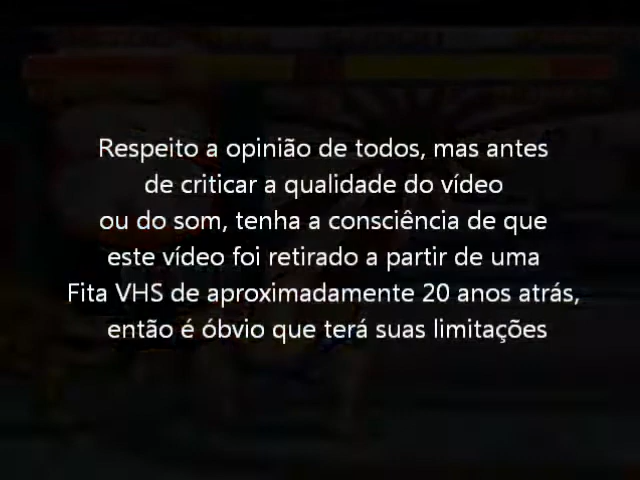 Respeito a opinião de todos, mas antes
de criticar a qualidade do vídeo
ou do som, tenha a consciência de que
este vídeo foi retirado a partir de uma
Fita VHS de aproximadamente 20 anos atrás,
então é óbvio que terá suas limitações